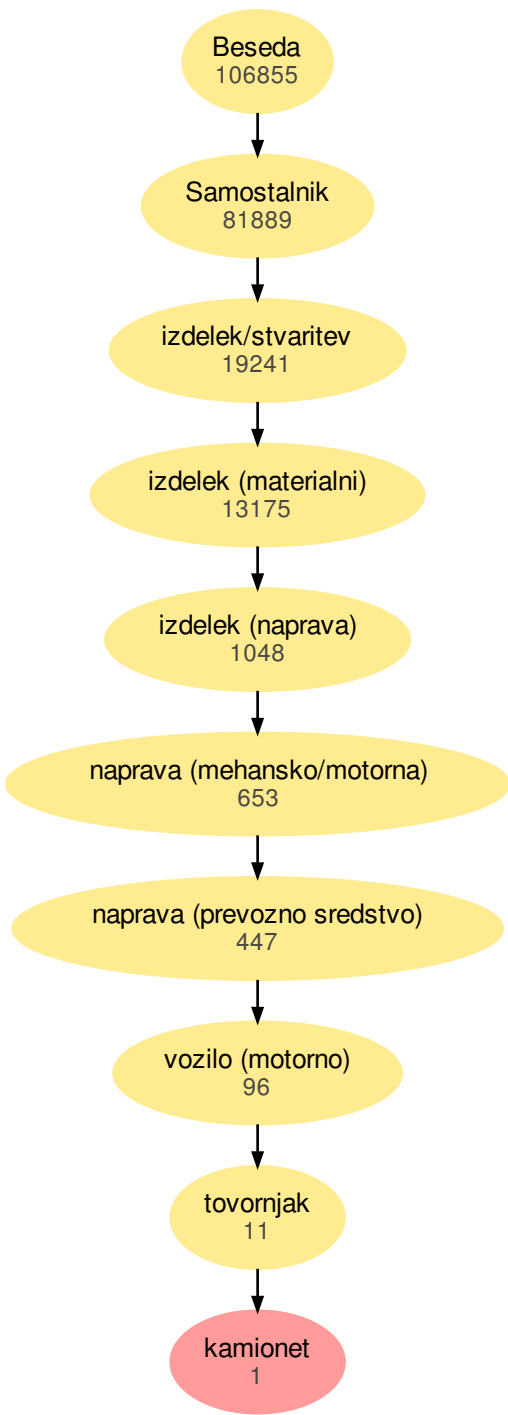 Beseda
106855
Samostalnik
81889
izdelek/stvaritev
19241
izdelek (materialni)
13175
izdelek (naprava)
1048
naprava (mehansko/motorna)
653
naprava (prevozno sredstvo)
447
vozilo (motorno)
96
tovornjak
11
kamionet
1